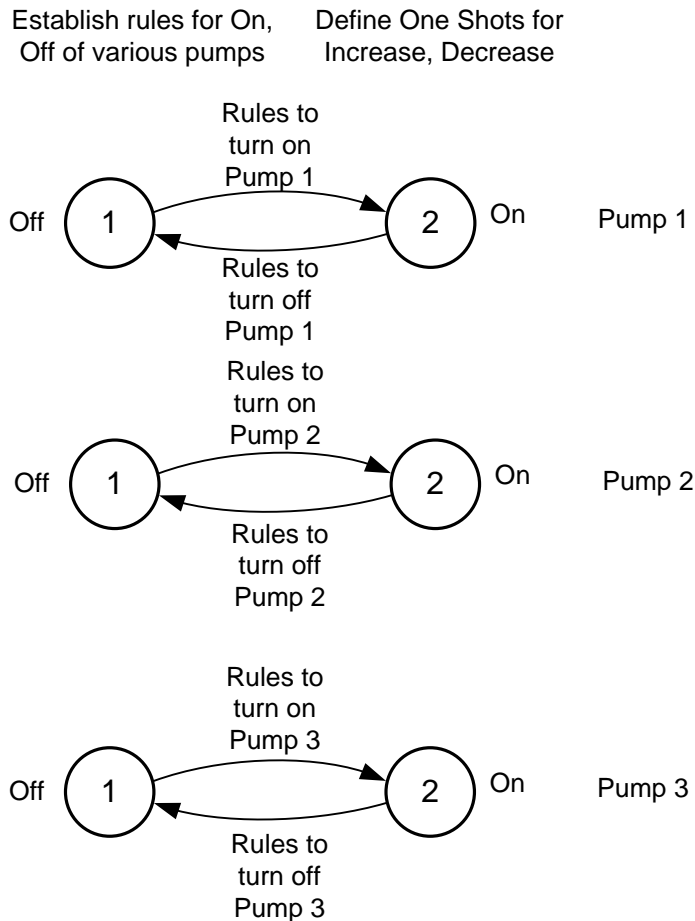 Establish rules for On,
Off of various pumps
Define One Shots for
Increase, Decrease
Rules to
turn on
Pump 1
Off
1
2
On
Pump 1
Rules to
turn off
Pump 1
Rules to
turn on
Pump 2
Off
1
2
On
Pump 2
Rules to
turn off
Pump 2
Rules to
turn on
Pump 3
Off
1
2
On
Pump 3
Rules to
turn off
Pump 3